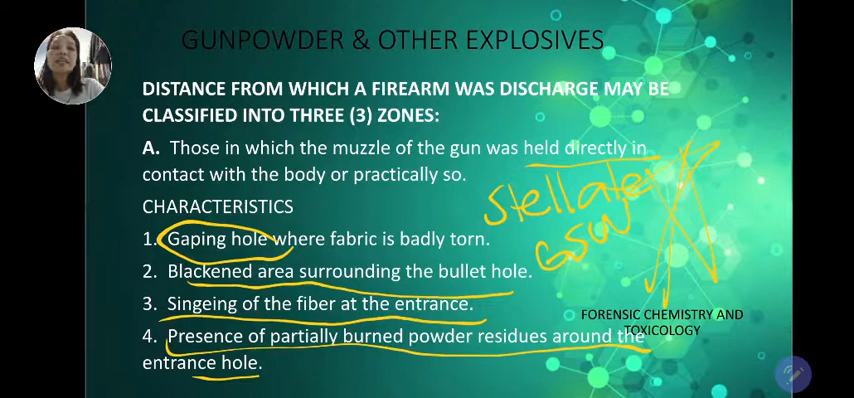 GUNPOWDER & OTHER EXPLOSIVES
DISTANCE FROM WHICH A FIREARM WAS DISCHARGE MAY BE
CLASSIFIED INTO THREE (3) ZONES:
A. Those in which the muzzle of the gun was held directly in
contact with the body or practically so.
CHARACTERISTICS
Stellate
GSW
1. Gaping hole where fabric is badly torn.
2. Blackened area surrounding the bullet hole.
3. Singeing of the fiber at the entrance.
4. Presence of partially burned powder residues around the
entrance hole.
FORENSIC CHEMISTRY AND
TOXICOLOGY